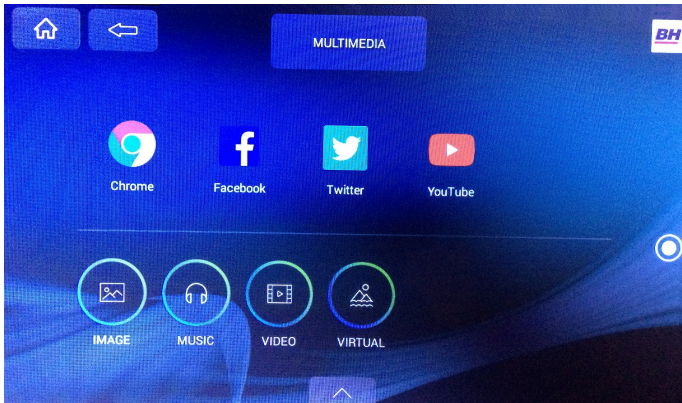 MULTIMEDIA
BH
Chrome
Facebook
Twitter
YouTube
IMAGE
MUSIC
VIDEO
VIRTUAL